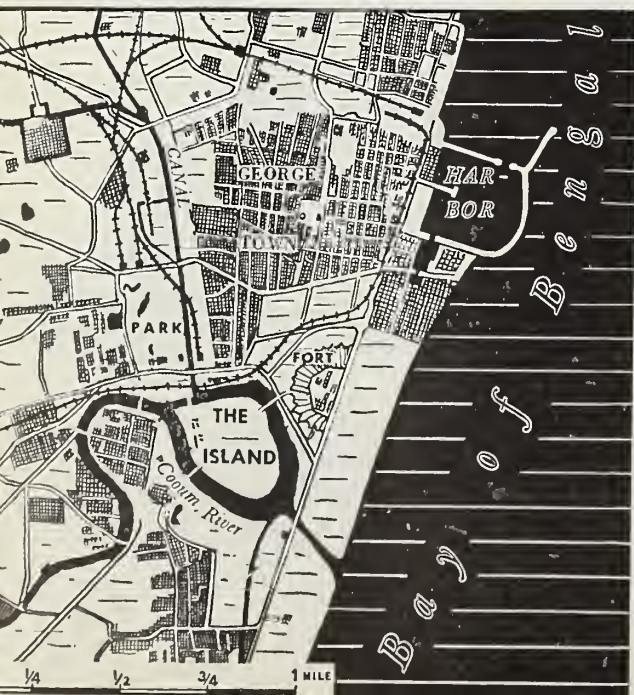 Bay of Bengal
HAR-
BOR
CANAL
GEORGE
TOWN
PARK
FORT
THE
ISLAND
Cooum River
1/4 1/2 3/4 1 MILE